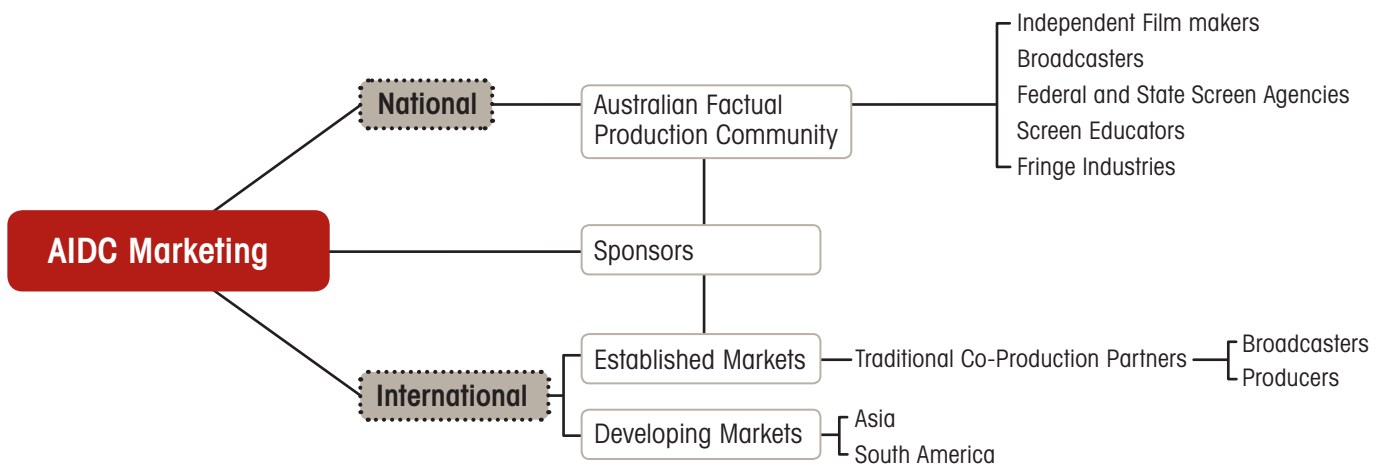 Independent Film makers
Broadcasters
Federal and State Screen Agencies
Screen Educators
Fringe Industries
National
Australian Factual
Production Community
AIDC Marketing
Sponsors
International
Established Markets
Traditional Co-Production Partners
Broadcasters
Producers
Developing Markets
Asia
South America